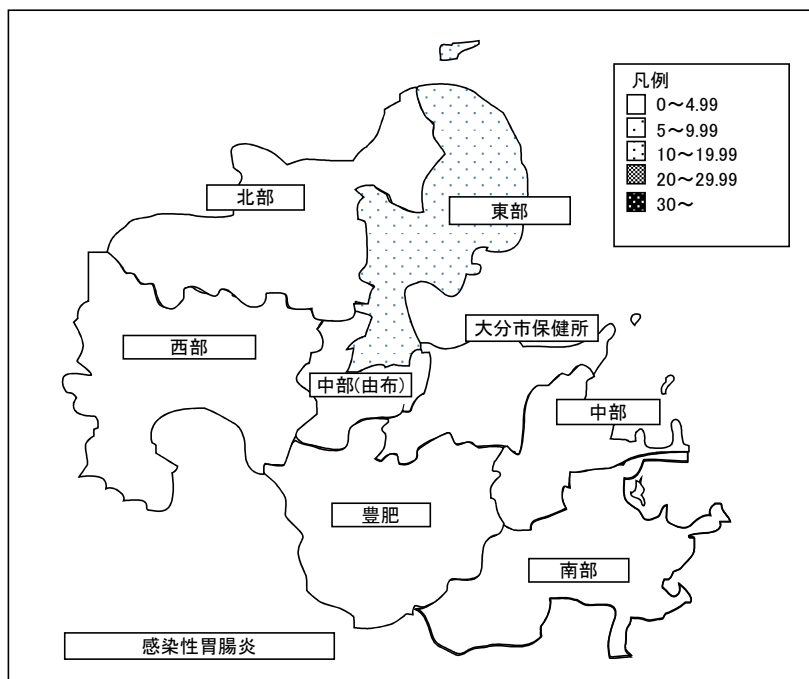 凡例
0～4.99
5～9.99
10～19.99
20～29.99
30～
北部
東部
大分市保健所
西部
中部(由布)
中部
豊肥
南部
感染性胃腸炎